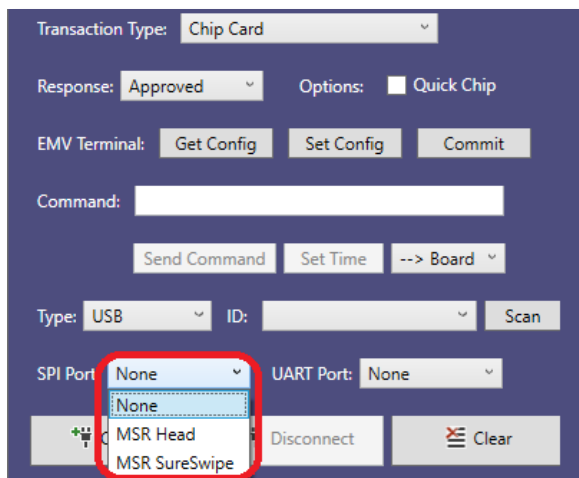 Transaction Type: Chip Card
Response: Approved Options: Quick Chip
EMV Terminal: Get Config Set Config Commit
Command:
Send Command Set Time --> Board
Type: USB ID: Scan
SPI Port: None UART Port: None
None
MSR Head
Disconnect Clear
MSR SureSwipe